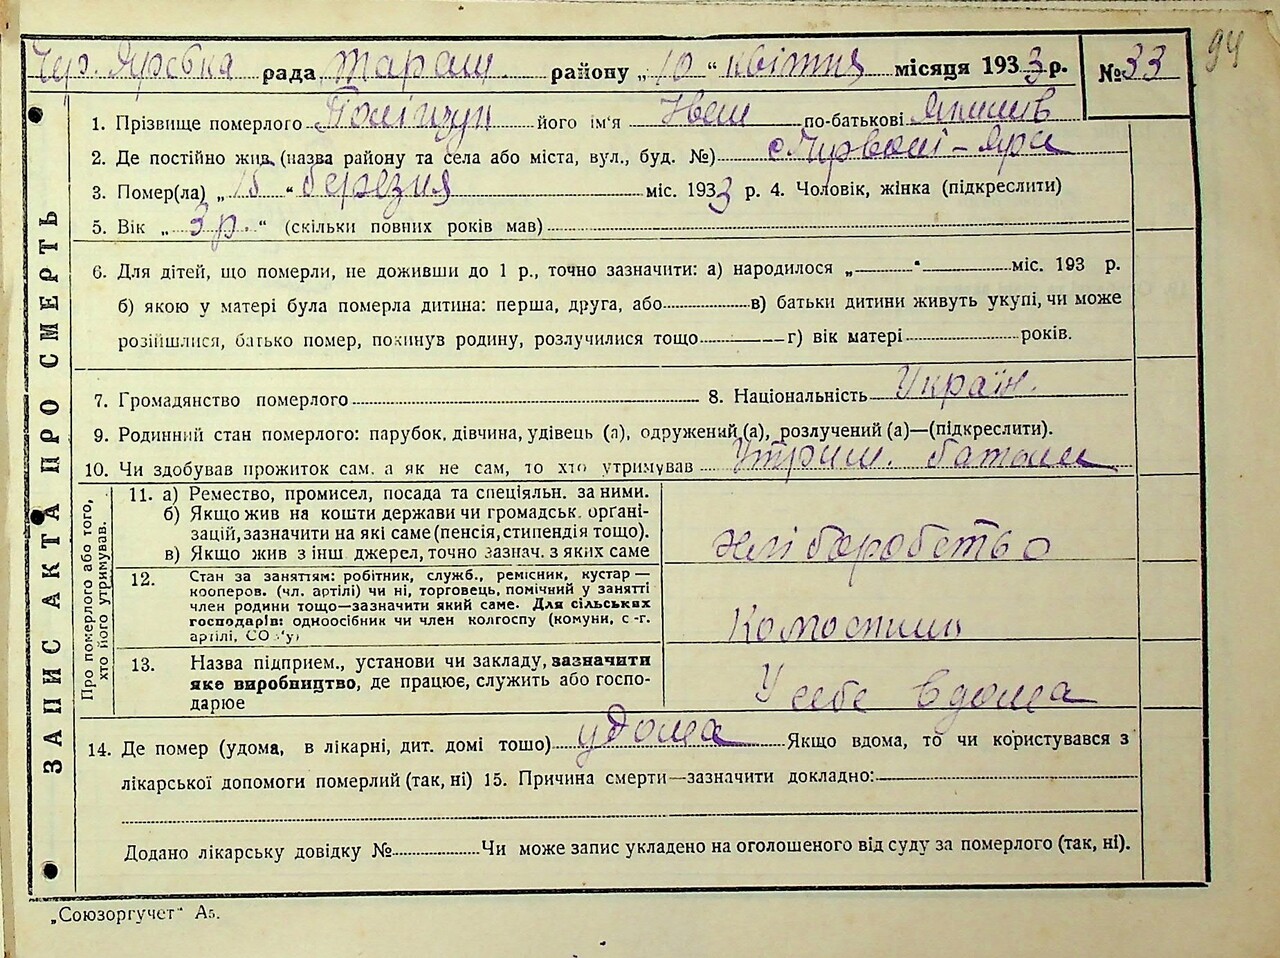 Чер. Ярська рада Таращ. району „10“ квітня місяця 1933 р. №33
94
1. Прізвище померлого його ім'я Іван по-батькові
2. Де постійно жив (назва району та села або міста, вул., буд. №) с. Червоні-Яри
3. Помер(ла) „15“ березня міс. 1933 р. 4. Чоловік, жінка (підкреслити)
5. Вік „3 р.“ (скільки повних років мав)
6. Для дітей, що померли, не доживши до 1 р., точно зазначити: а) народилося „ “ міс. 193 р.
б) якою у матері була померла дитина: перша, друга, або в) батьки дитини живуть укупі, чи може
розійшлися, батько помер, покинув родину, розлучилися тощо г) вік матері років.
7. Громадянство померлого 8. Національність Україн.
9. Родинний стан померлого: парубок, дівчина, удівець (а), одружений (а), розлучений (а)—(підкреслити).
10. Чи здобував прожиток сам, а як не сам, то хто утримував Утрим.
ЗАПИС АКТА ПРО СМЕРТЬ
Про померлого або того,
хто його утримував.
11. а) Ремество, промисел, посада та спеціяльн. за ними.
б) Якщо жив на кошти держави чи громадськ. організацій, зазначити на які саме (пенсія, стипендія тощо).
в) Якщо жив з інш. джерел, точно зазнач. з яких саме
хліборобство
12. Стан за заняттям: робітник, служб., ремісник, кустар—
кооперов. (чл. артілі) чи ні, торговець, помічний у занятті
член родини тощо—зазначити який саме. Для сільських
господарів: одноосібник чи член колгоспу (комуни, с.-г.
артілі, СО у)
13. Назва підприєм., установи чи закладу, зазначити
яке виробництво, де працює, служить або госпо-
дарює
У себе вдома
14. Де помер (удома, в лікарні, дит. домі тощо) удома Якщо вдома, то чи користувався з
лікарської допомоги померлий (так, ні) 15. Причина смерти—зазначити докладно:
Додано лікарську довідку № Чи може запис укладено на оголошеного від суду за померлого (так, ні).
„Союзоргучет“ А5.